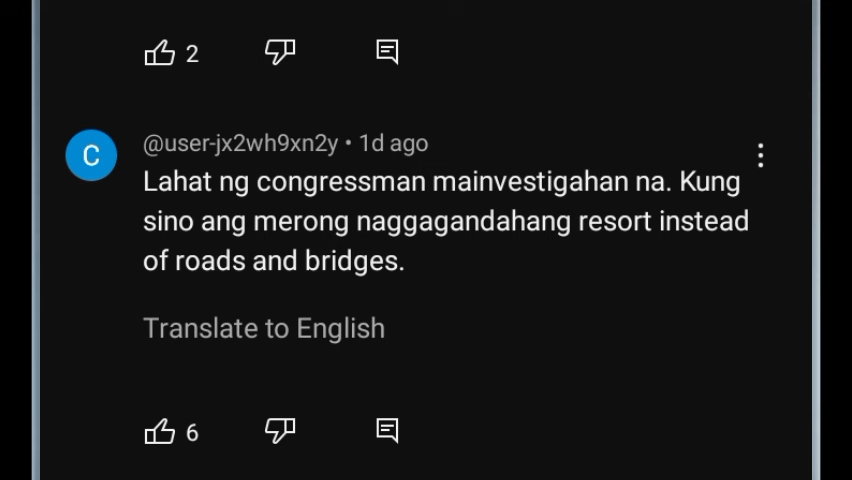 2
C
@user-jx2wh9xn2y • 1d ago
Lahat ng congressman mainvestigahan na. Kung
sino ang merong naggagandahang resort instead
of roads and bridges.
Translate to English
6